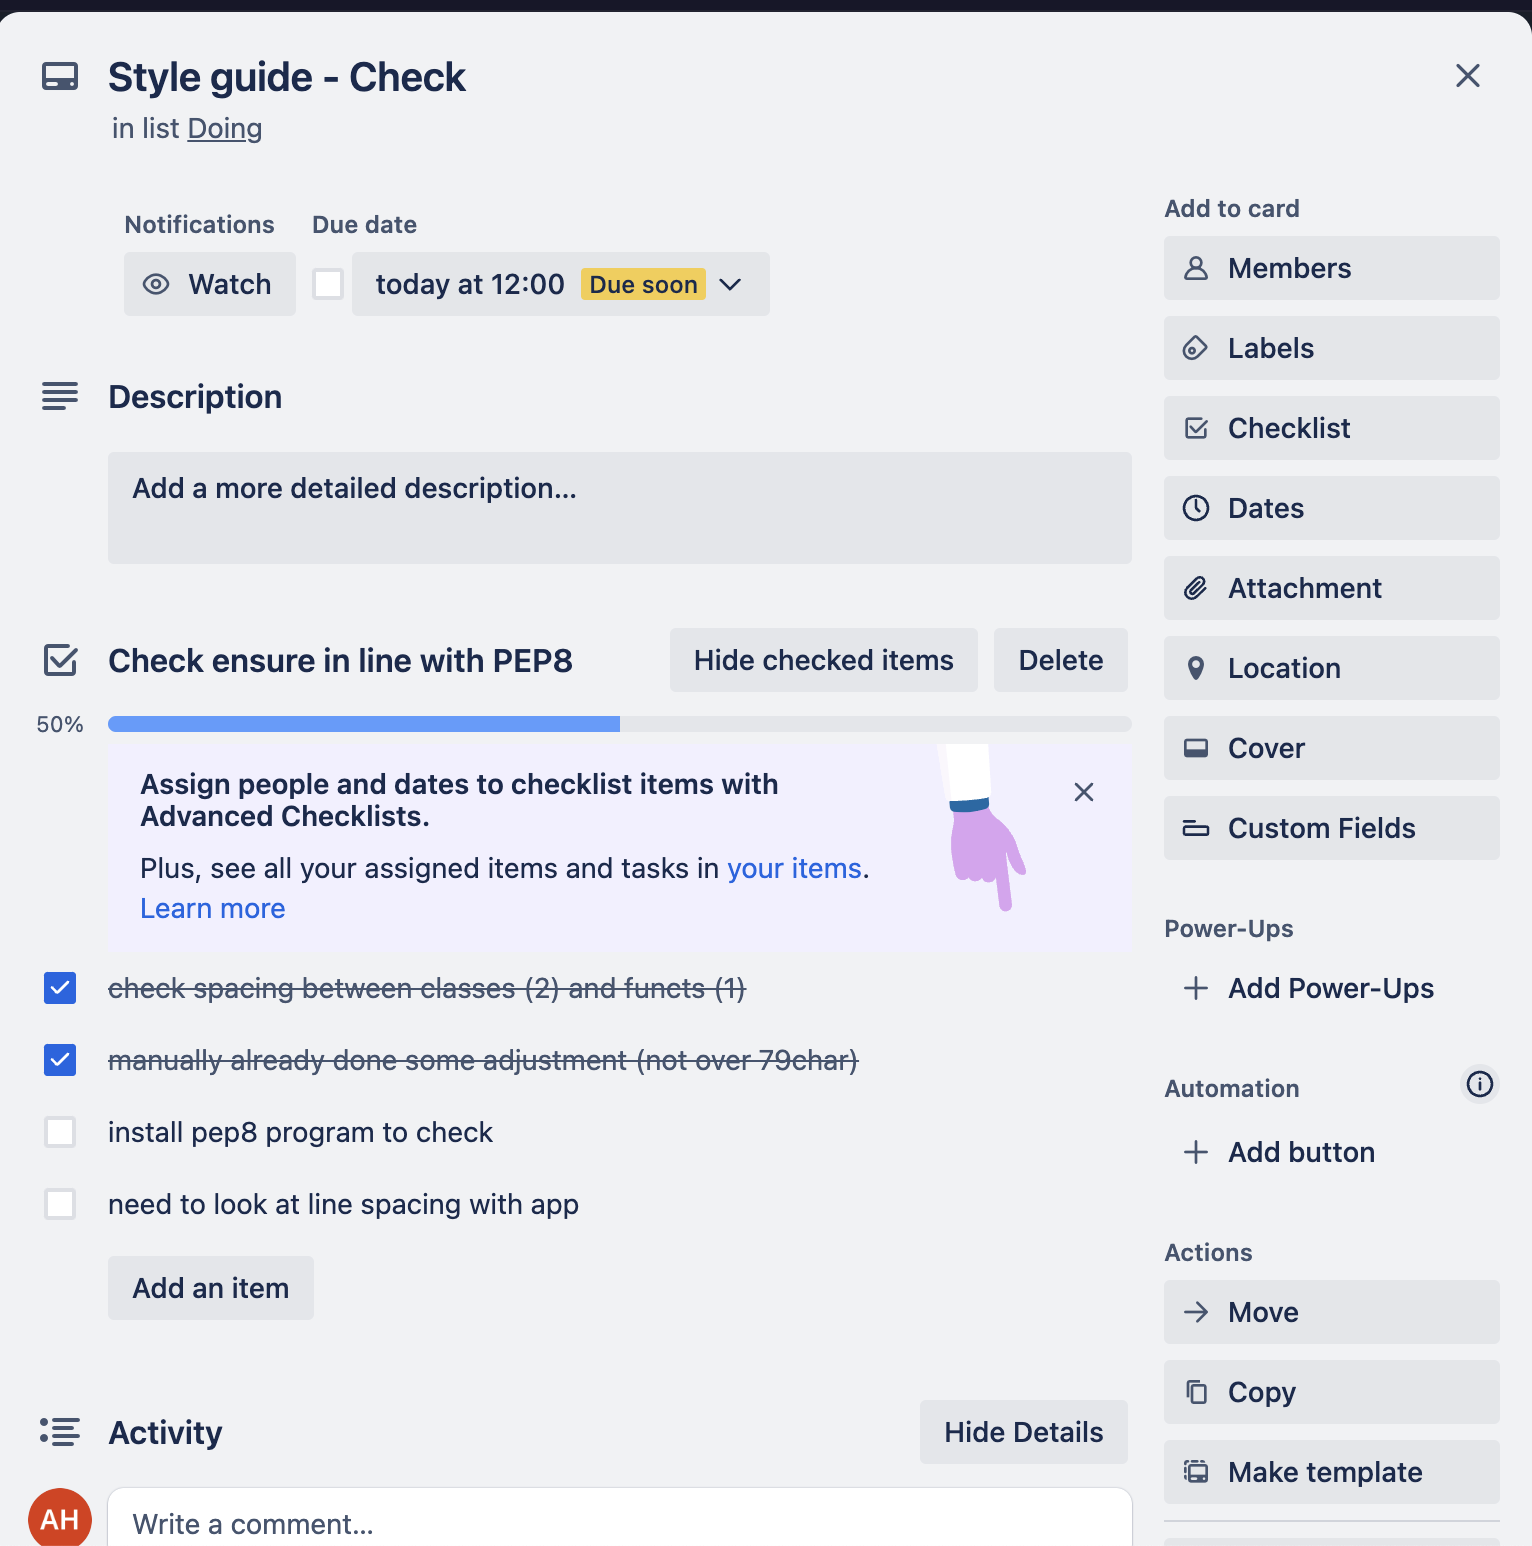 Style guide - Check
in list Doing
Notifications
Due date
Watch
today at 12:00
Due soon
Description
Add a more detailed description...
Check ensure in line with PEP8
Hide checked items
Delete
50%
Assign people and dates to checklist items with
Advanced Checklists.
Plus, see all your assigned items and tasks in your items.
Learn more
check spacing between classes (2) and functs (1)
manually already done some adjustment (not over 79char)
install pep8 program to check
need to look at line spacing with app
Add an item
Activity
Hide Details
AH
Write a comment...
Add to card
Members
Labels
Checklist
Dates
Attachment
Location
Cover
Custom Fields
Power-Ups
Add Power-Ups
Automation
Add button
Actions
Move
Copy
Make template